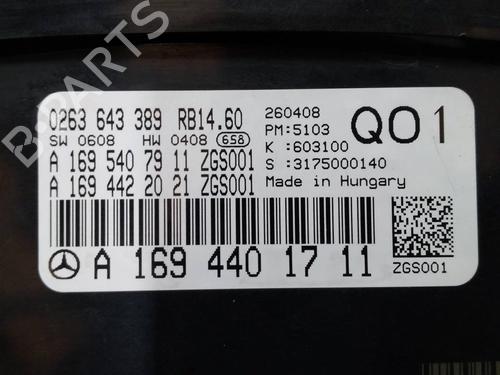 0263 643 389 RB14.60
SW 0608 HW 0408 658
A 169 540 79 11 ZGS001
A 169 442 20 21 ZGS001
260408
PM:5103
K :603100
S :3175000140
Made in Hungary
Q01
A 169 440 17 11
ZGS001
B-PARTS